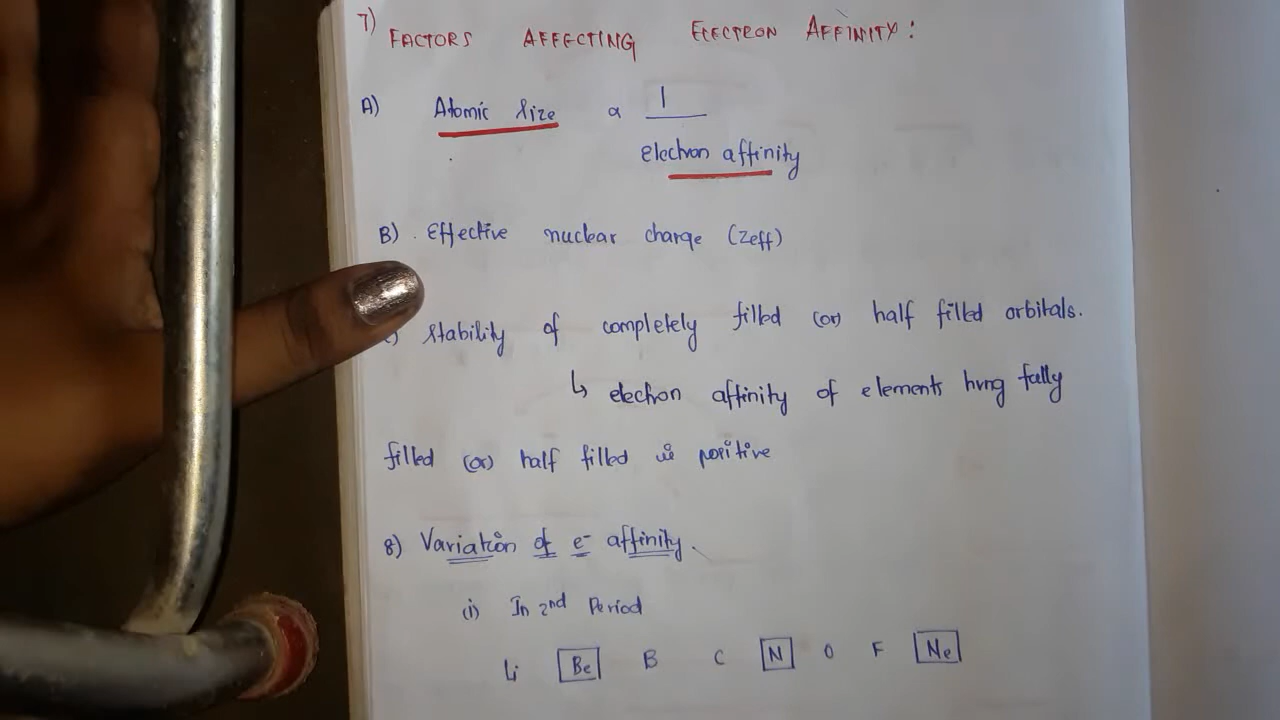 7) FACTORS AFFECTING ELECTRON AFFINITY:
A) Atomic size α 1
electron affinity
B) . Effective nuclear charge (Zeff)
stability of completely filled (or) half filled orbitals.
↳ electron affinity of elements hvng fully
filled (or) half filled is positive
8) Variation of e⁻ affinity.
(i) In 2nd Period
Li Be B C N O F Ne